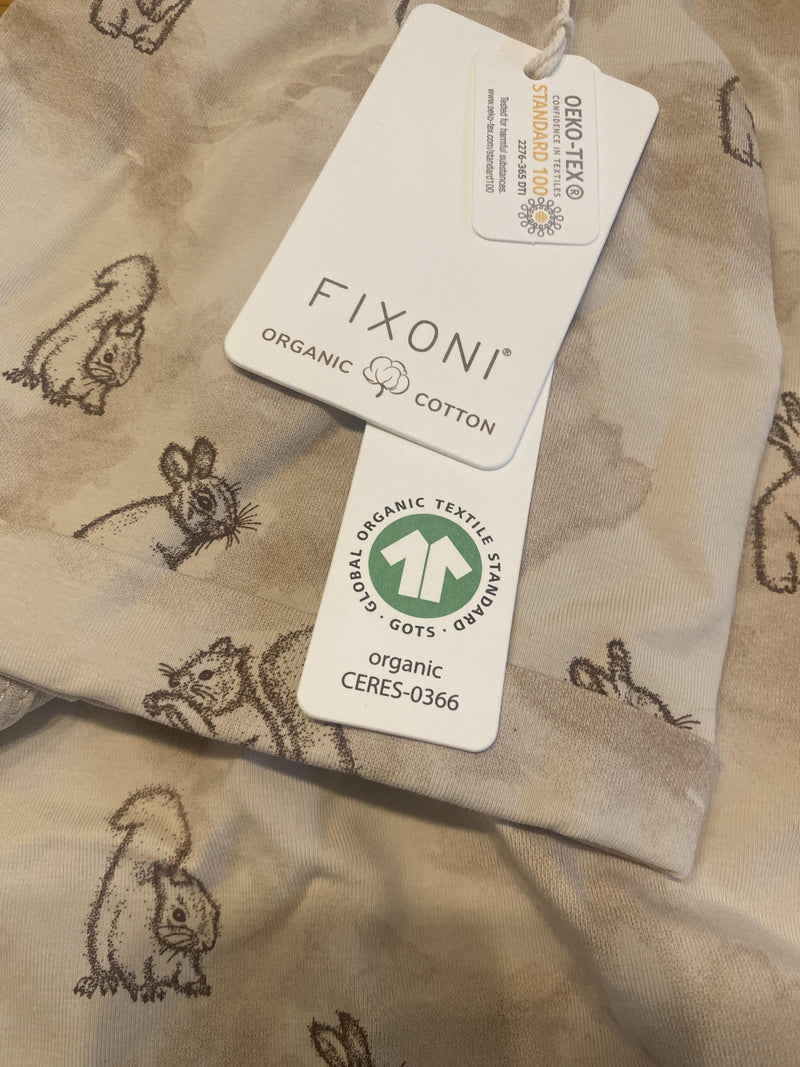 OEKO-TEX®
CONFIDENCE IN TEXTILES
STANDARD 100
2276-365 DTI
Tested for harmful substances.
www.oeko-tex.com/standard100
FIXONI®
ORGANIC COTTON
GLOBAL ORGANIC TEXTILE STANDARD
· GOTS ·
organic
CERES-0366